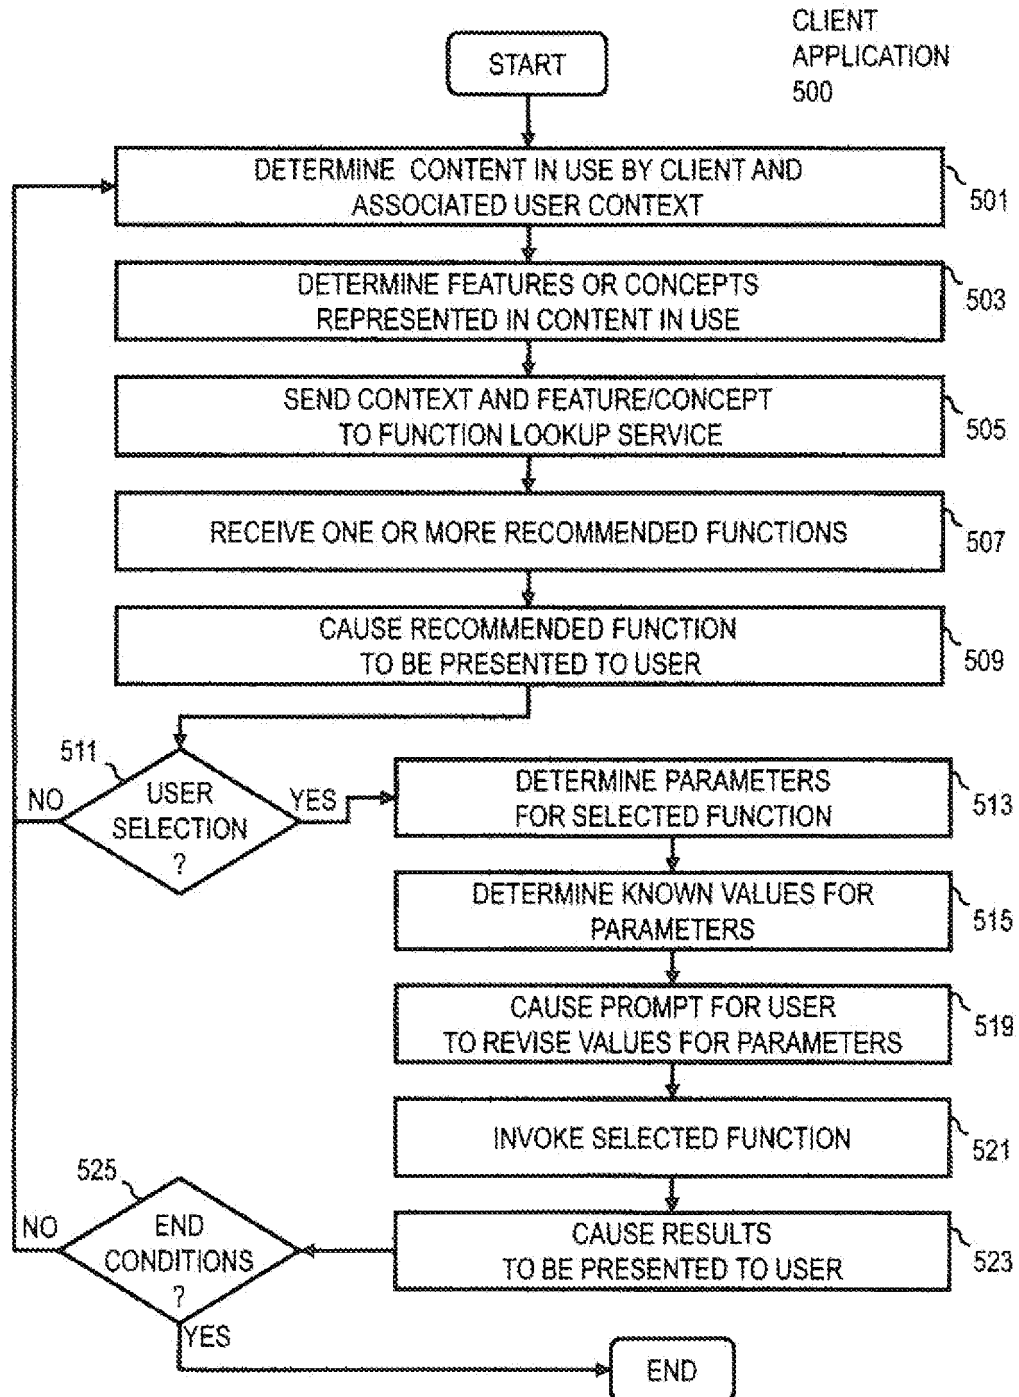 CLIENT
APPLICATION
500
START
DETERMINE CONTENT IN USE BY CLIENT AND
ASSOCIATED USER CONTEXT
501
DETERMINE FEATURES OR CONCEPTS
REPRESENTED IN CONTENT IN USE
503
SEND CONTEXT AND FEATURE/CONCEPT
TO FUNCTION LOOKUP SERVICE
505
RECEIVE ONE OR MORE RECOMMENDED FUNCTIONS
507
CAUSE RECOMMENDED FUNCTION
TO BE PRESENTED TO USER
509
511
NO
USER
SELECTION
?
YES
DETERMINE PARAMETERS
FOR SELECTED FUNCTION
513
DETERMINE KNOWN VALUES FOR
PARAMETERS
515
CAUSE PROMPT FOR USER
TO REVISE VALUES FOR PARAMETERS
519
INVOKE SELECTED FUNCTION
521
CAUSE RESULTS
TO BE PRESENTED TO USER
523
525
NO
END
CONDITIONS
?
YES
END